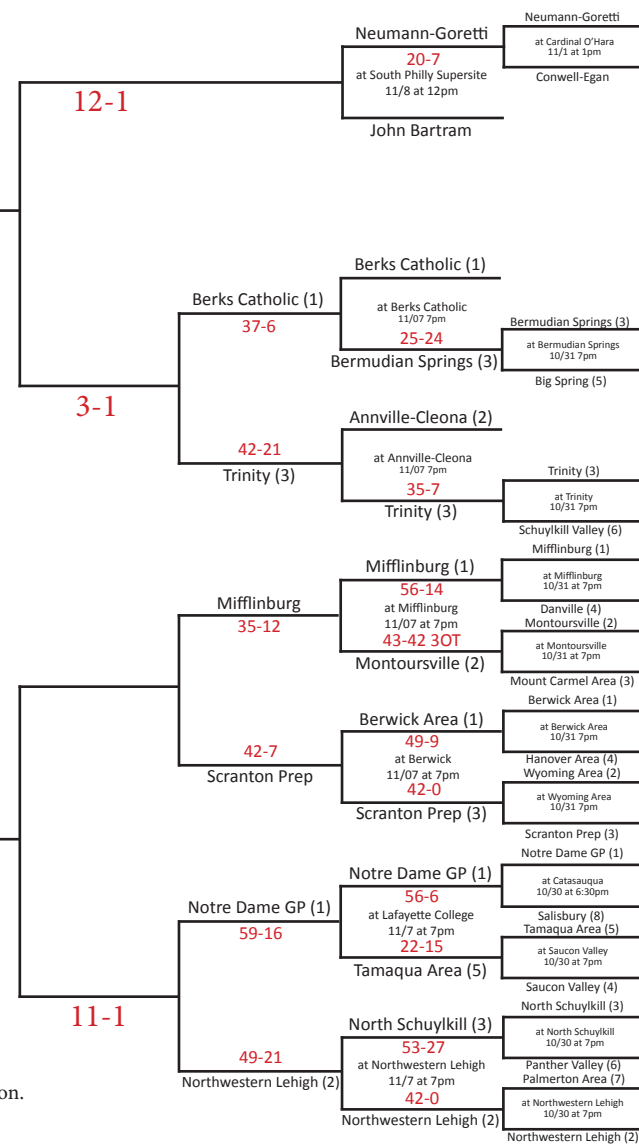 Neumann-Goretti
at Cardinal O'Hara
11/1 at 1pm
Conwell-Egan
Neumann-Goretti
20-7
at South Philly Supersite
11/8 at 12pm
John Bartram
12-1
Berks Catholic (1)
at Berks Catholic
11/07 7pm
25-24
Bermudian Springs (3)
Bermudian Springs (3)
at Bermudian Springs
10/31 7pm
Big Spring (5)
Berks Catholic (1)
37-6
3-1
42-21
Trinity (3)
Annville-Cleona (2)
at Annville-Cleona
11/07 7pm
35-7
Trinity (3)
Trinity (3)
at Trinity
10/31 7pm
Schuylkill Valley (6)
Mifflinburg (1)
at Mifflinburg
10/31 at 7pm
Danville (4)
Montoursville (2)
at Montoursville
10/31 at 7pm
Mount Carmel Area (3)
Mifflinburg (1)
56-14
at Mifflinburg
11/07 at 7pm
43-42 3OT
Montoursville (2)
Mifflinburg
35-12
42-7
Scranton Prep
Berwick Area (1)
49-9
at Berwick
11/07 at 7pm
42-0
Scranton Prep (3)
Berwick Area (1)
at Berwick Area
10/31 7pm
Hanover Area (4)
Wyoming Area (2)
at Wyoming Area
10/31 7pm
Scranton Prep (3)
Notre Dame GP (1)
at Catasauqua
10/30 at 6:30pm
Salisbury (8)
Tamaqua Area (5)
at Saucon Valley
10/30 at 7pm
Saucon Valley (4)
Notre Dame GP (1)
56-6
at Lafayette College
11/7 at 7pm
22-15
Tamaqua Area (5)
Notre Dame GP (1)
59-16
11-1
49-21
Northwestern Lehigh (2)
North Schuylkill (3)
53-27
at Northwestern Lehigh
11/7 at 7pm
42-0
Northwestern Lehigh (2)
North Schuylkill (3)
at North Schuylkill
10/30 at 7pm
Panther Valley (6)
Palmerton Area (7)
at Northwestern Lehigh
10/30 at 7pm
Northwestern Lehigh (2)
on.